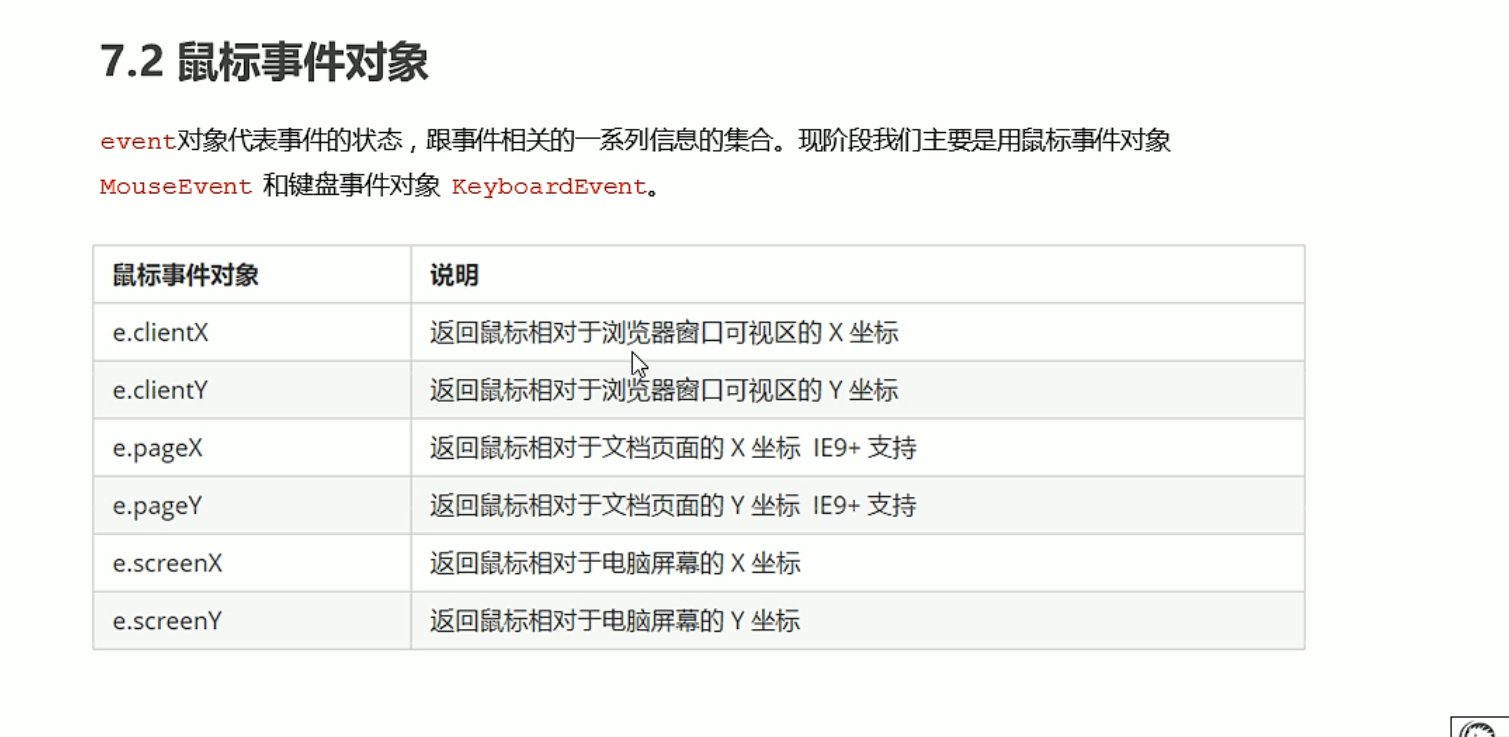 7.2 鼠标事件对象
event对象代表事件的状态，跟事件相关的一系列信息的集合。现阶段我们主要是用鼠标事件对象
MouseEvent 和键盘事件对象 KeyboardEvent。
鼠标事件对象 说明
e.clientX 返回鼠标相对于浏览器窗口可视区的 X 坐标
e.clientY 返回鼠标相对于浏览器窗口可视区的 Y 坐标
e.pageX 返回鼠标相对于文档页面的 X 坐标 IE9+ 支持
e.pageY 返回鼠标相对于文档页面的 Y 坐标 IE9+ 支持
e.screenX 返回鼠标相对于电脑屏幕的 X 坐标
e.screenY 返回鼠标相对于电脑屏幕的 Y 坐标